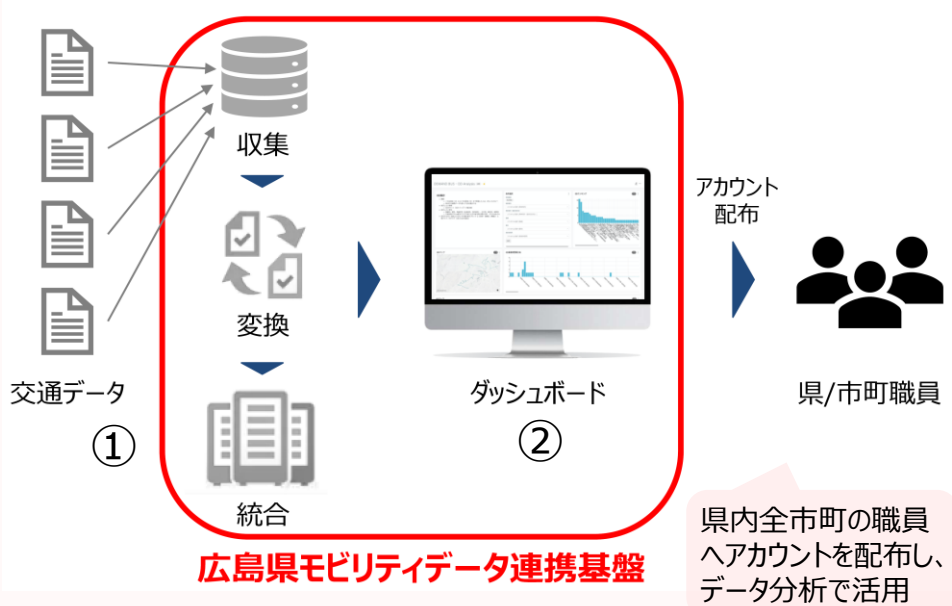 収集
変換
統合
交通データ
①
ダッシュボード
②
アカウント
配布
県/市町職員
広島県モビリティデータ連携基盤
県内全市町の職員
へアカウントを配布し、
データ分析で活用